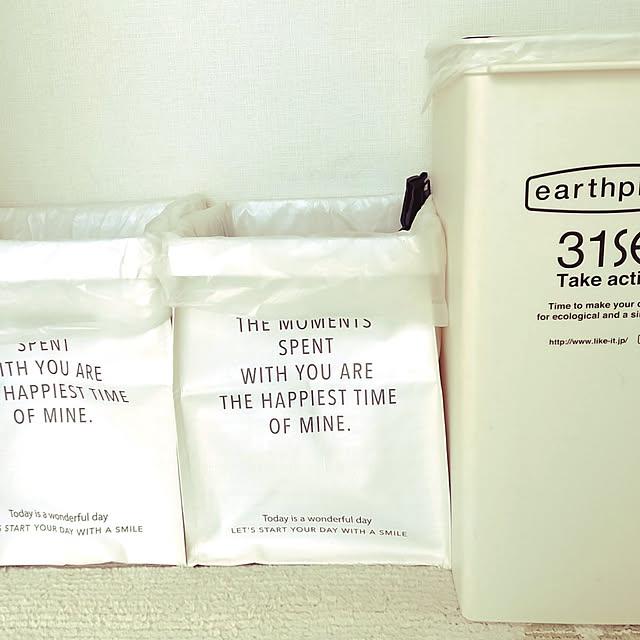 SPENT
WITH YOU ARE
HAPPIEST TIME
OF MINE.
Today is a wonderful day
START YOUR DAY WITH A SMILE
THE MOMENTS
SPENT
WITH YOU ARE
THE HAPPIEST TIME
OF MINE.
Today is a wonderful day
LET'S START YOUR DAY WITH A SMILE
earthp
31se
Take acti
Time to make your
for ecological and a si
http://www.like-it.jp/